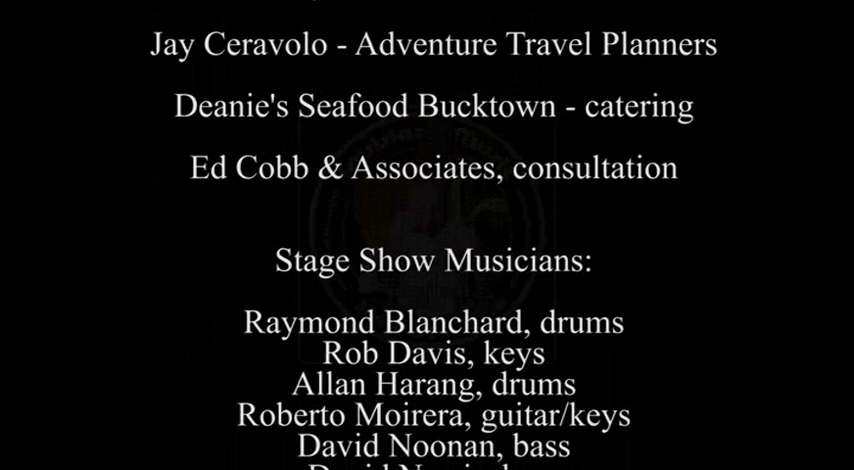 Jay Ceravolo - Adventure Travel Planners
Deanie's Seafood Bucktown - catering
Ed Cobb & Associates, consultation
Stage Show Musicians:
Raymond Blanchard, drums
Rob Davis, keys
Allan Harang, drums
Roberto Moirera, guitar/keys
David Noonan, bass
David